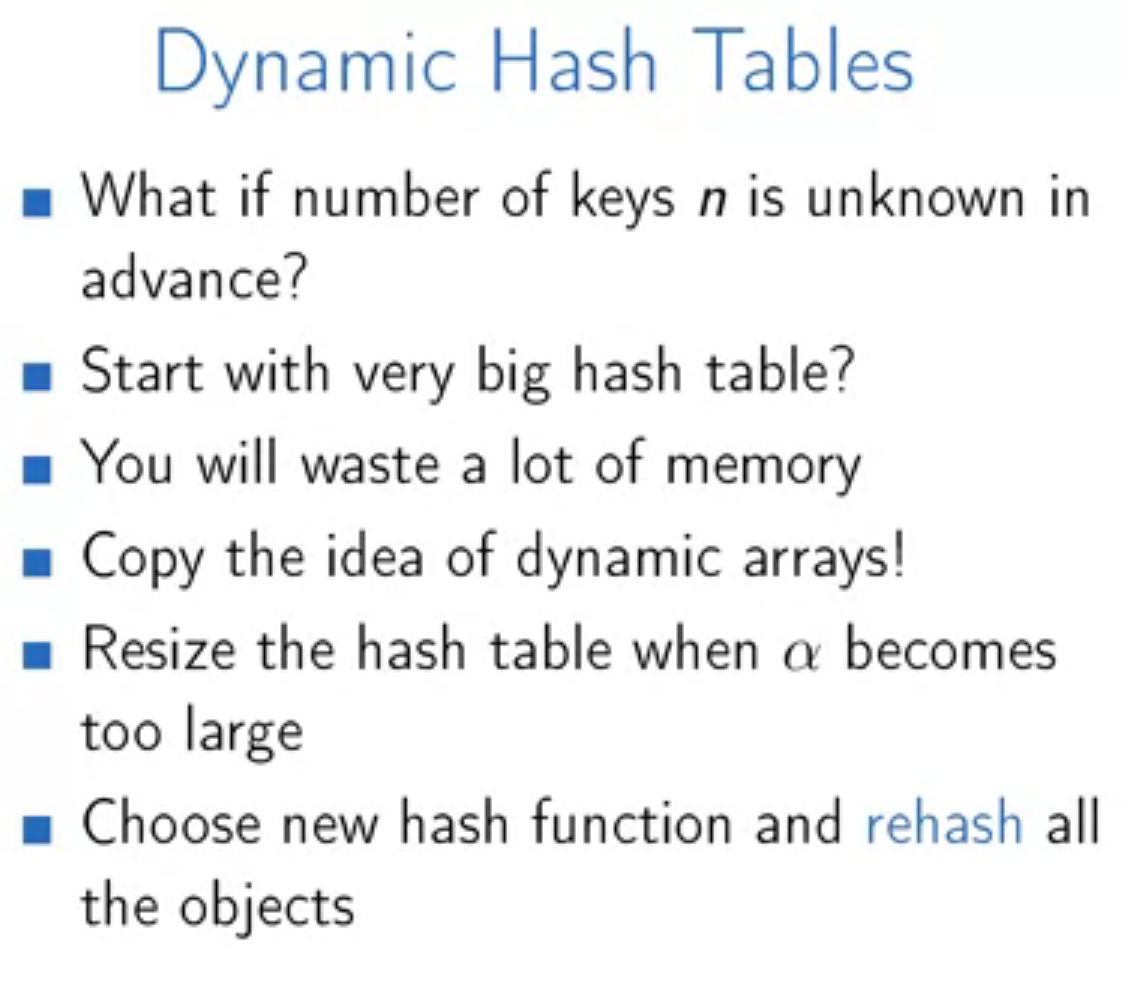 Dynamic Hash Tables
What if number of keys n is unknown in
advance?
Start with very big hash table?
You will waste a lot of memory
Copy the idea of dynamic arrays!
Resize the hash table when α becomes
too large
Choose new hash function and rehash all
the objects